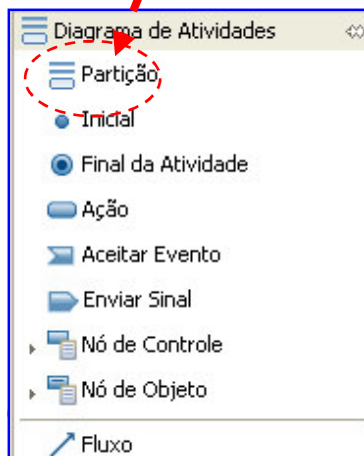 Diagrama de Atividades
Partição
Inicial
Final da Atividade
Ação
Aceitar Evento
Enviar Sinal
Nó de Controle
Nó de Objeto
Fluxo